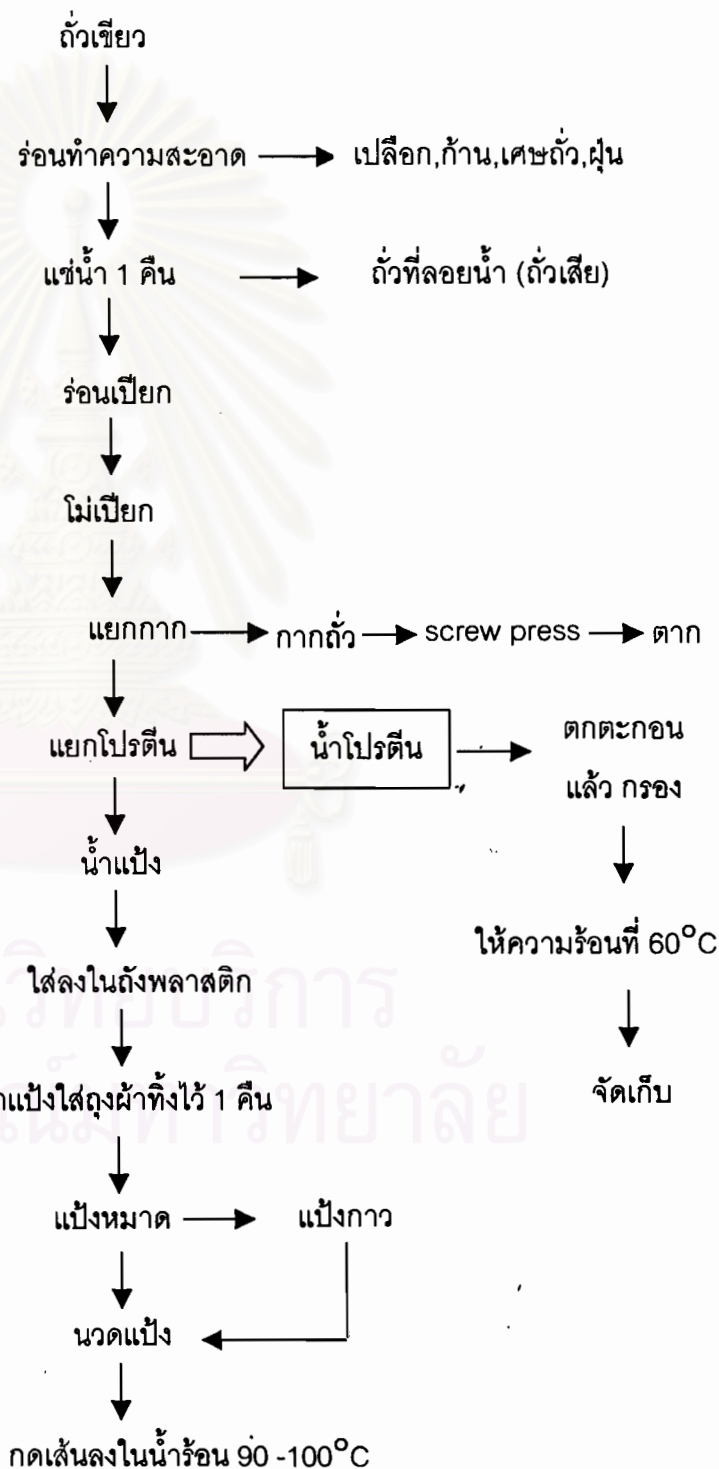 ถั่วเขียว
ร่อนทำความสะอาด เปลือก,ก้าน,เศษถั่ว,ฝุ่น
แช่น้ำ 1 คืน ถั่วที่ลอยน้ำ (ถั่วเสีย)
ร่อนเปียก
โม่เปียก
แยกกาก กากถั่ว screw press ตาก
แยกโปรตีน น้ำโปรตีน ตกตะกอน
แล้ว กรอง
น้ำแป้ง
ให้ความร้อนที่ 60°C
ใส่ลงในถังพลาสติก
แป้งใส่ถุงผ้าทิ้งไว้ 1 คืน จัดเก็บ
แป้งหมาด แป้งกาว
นวดแป้ง
กดเส้นลงในน้ำร้อน 90 -100°C